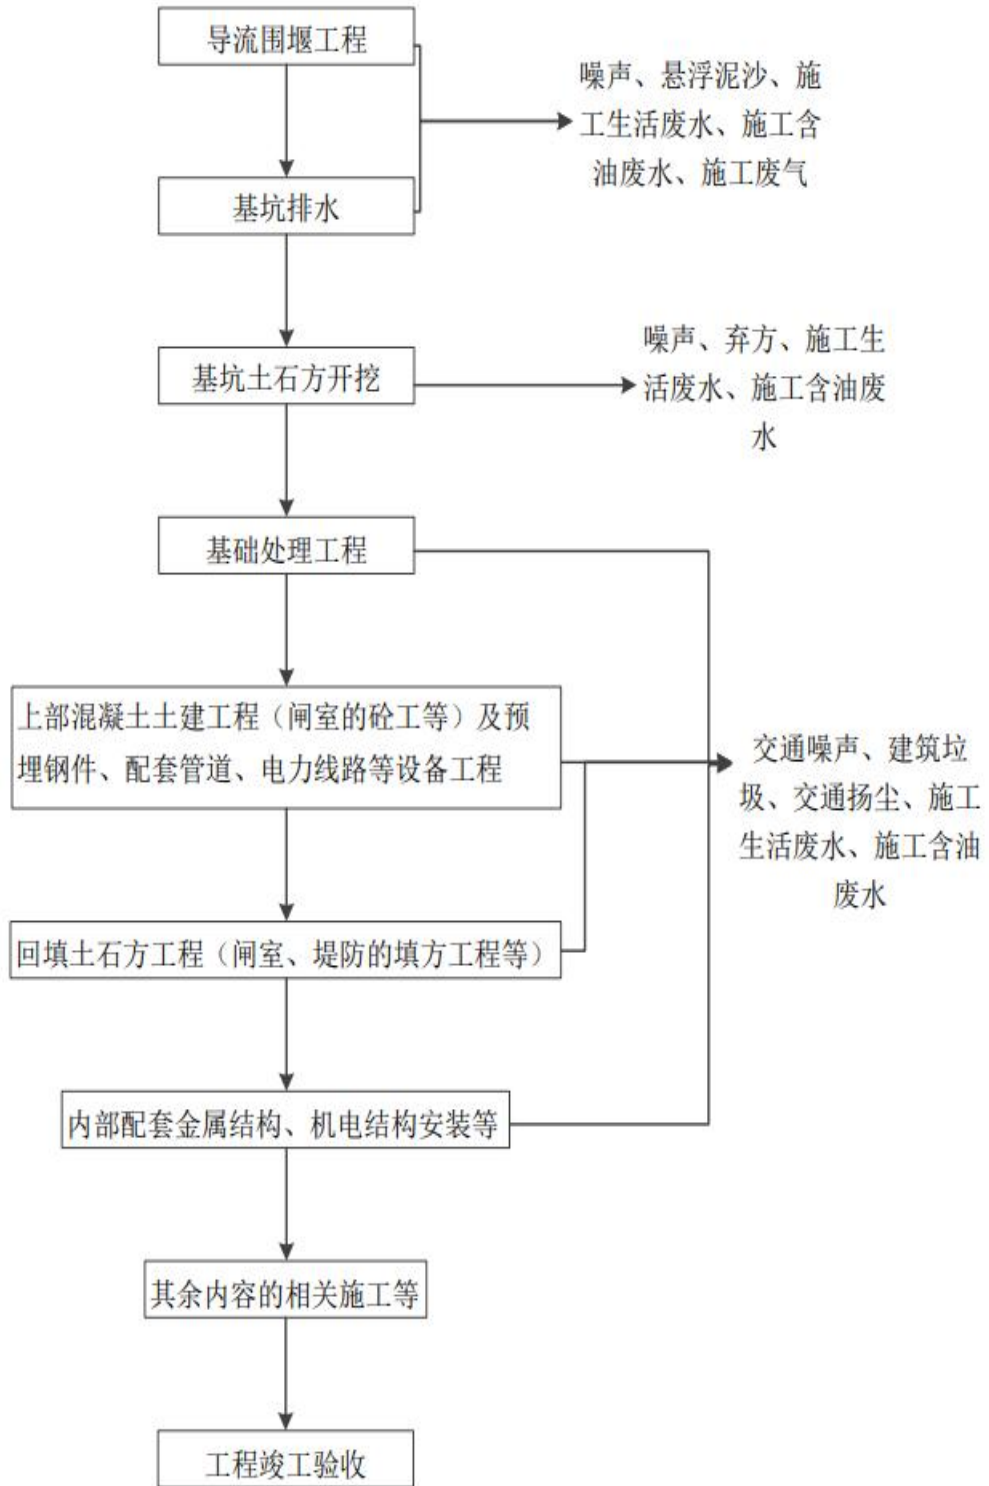 导流围堰工程
噪声、悬浮泥沙、施
工生活废水、施工含
油废水、施工废气
基坑排水
噪声、弃方、施工生
活废水、施工含油废
水
基坑土石方开挖
基础处理工程
上部混凝土土建工程（闸室的砼工等）及预
埋钢件、配套管道、电力线路等设备工程
交通噪声、建筑垃
圾、交通扬尘、施工
生活废水、施工含油
废水
回填土石方工程（闸室、堤防的填方工程等）
内部配套金属结构、机电结构安装等
其余内容的相关施工等
工程竣工验收